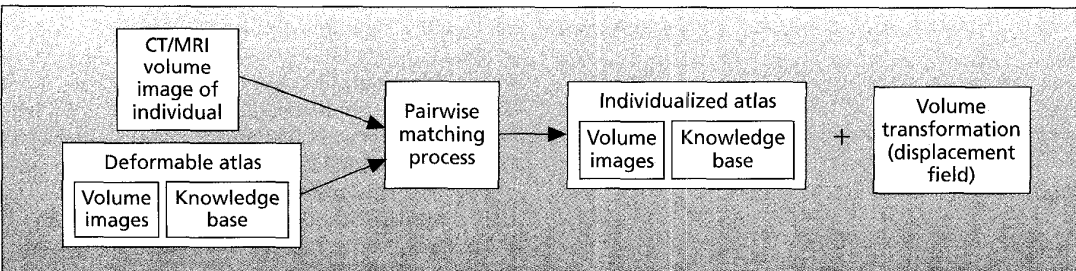 CT/MRI
volume
image of
individual
Deformable atlas
Volume
images
Knowledge
base
Pairwise
matching
process
Individualized atlas
Volume
images
Knowledge
base
+
Volume
transformation
(displacement
field)